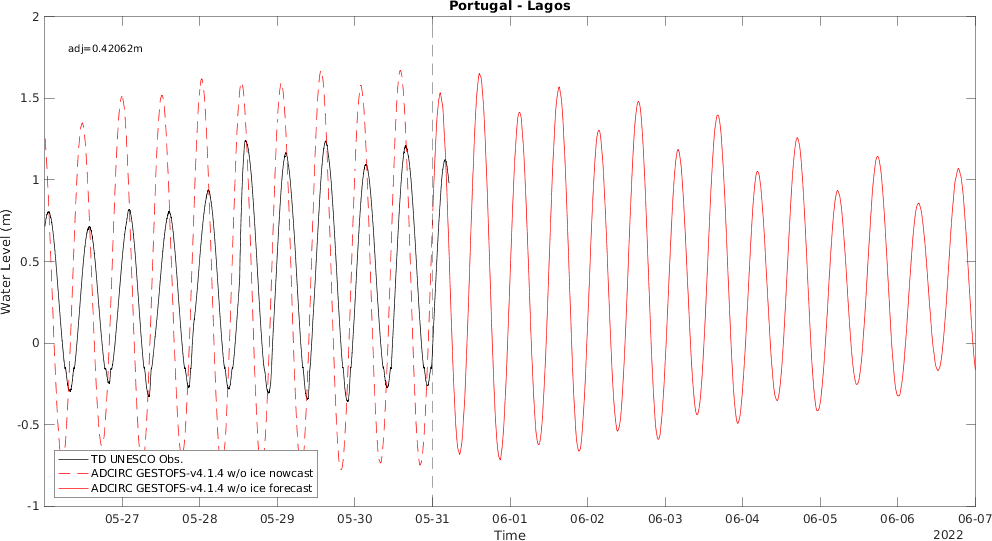 Portugal - Lagos
adj=0.42062m
Water Level (m)
2
1.5
1
0.5
0
-0.5
-1
TD UNESCO Obs.
ADCIRC GESTOFS-v4.1.4 w/o ice nowcast
ADCIRC GESTOFS-v4.1.4 w/o ice forecast
05-27 05-28 05-29 05-30 05-31 06-01 06-02 06-03 06-04 06-05 06-06 06-07
Time
2022